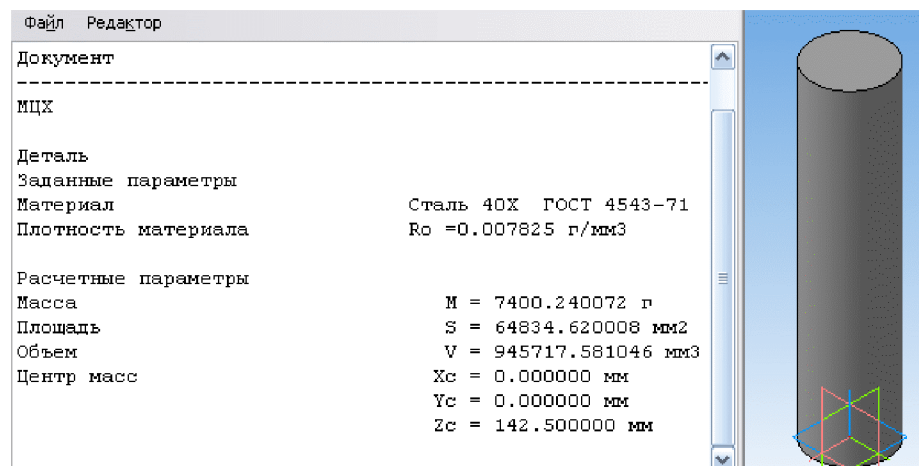 Файл Редактор
Документ
--------------------------------------------------------------
МЦХ
Деталь
Заданные параметры
Материал Сталь 40Х ГОСТ 4543-71
Плотность материала Ro =0.007825 г/мм3
Расчетные параметры
Масса M = 7400.240072 г
Площадь S = 64834.620008 мм2
Объем V = 945717.581046 мм3
Центр масс Xc = 0.000000 мм
Yc = 0.000000 мм
Zc = 142.500000 мм